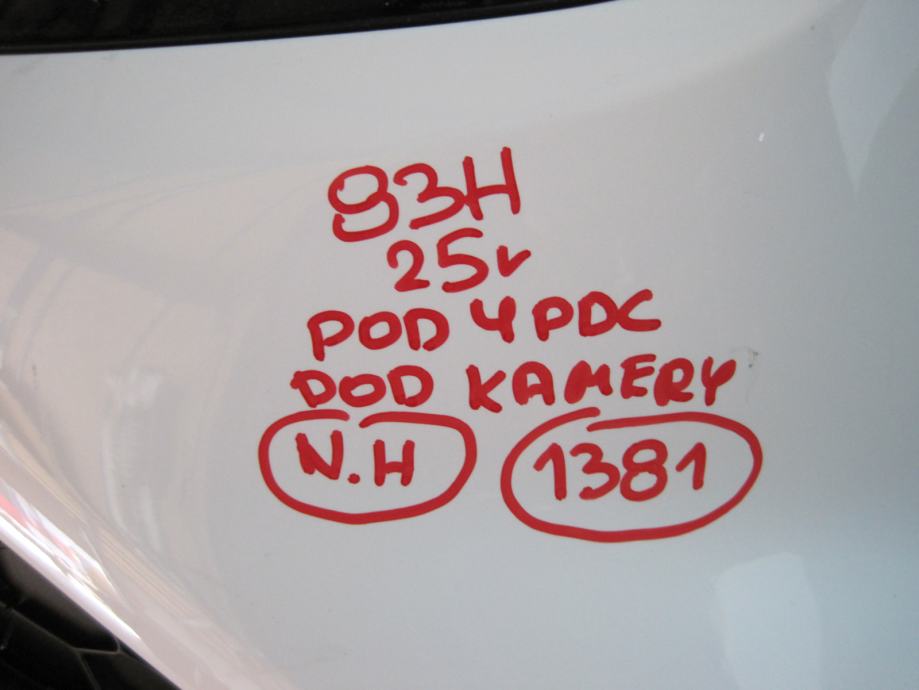 93H
25r
POD 4 PDC
POD KAMERY
N.H 1381